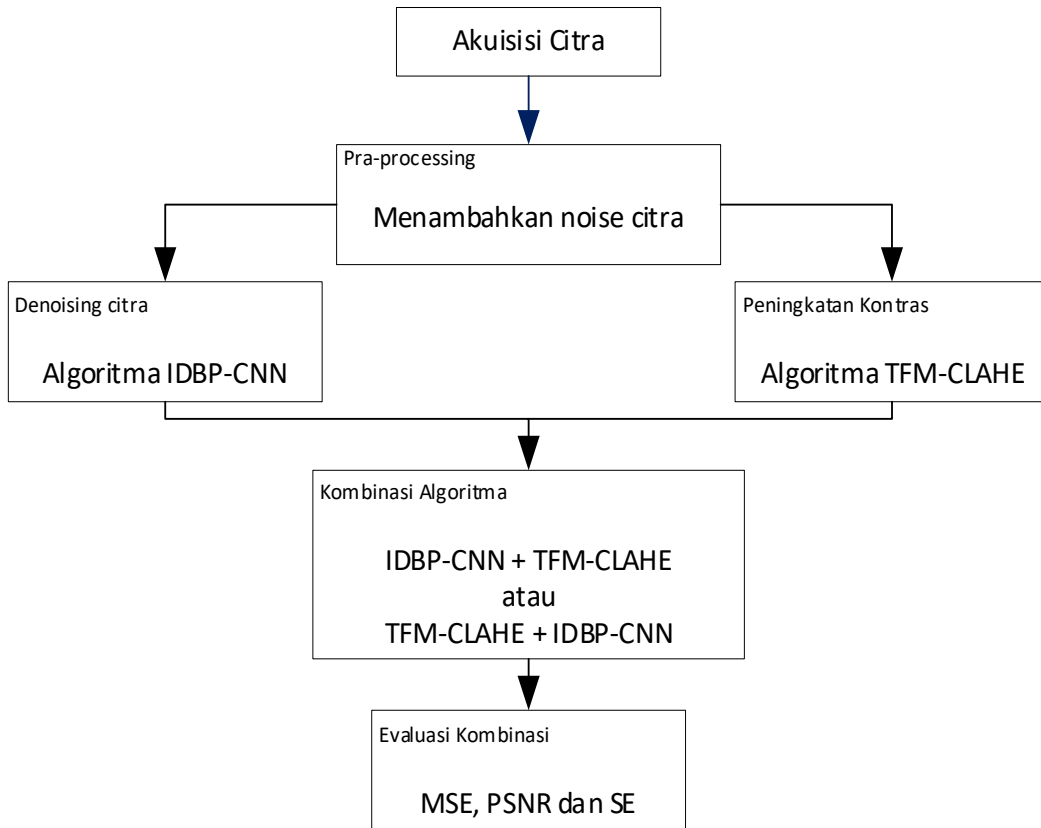 Akuisisi Citra
Pra-processing
Menambahkan noise citra
Denoising citra
Algoritma IDBP-CNN
Peningkatan Kontras
Algoritma TFM-CLAHE
Kombinasi Algoritma
IDBP-CNN + TFM-CLAHE
atau
TFM-CLAHE + IDBP-CNN
Evaluasi Kombinasi
MSE, PSNR dan SE